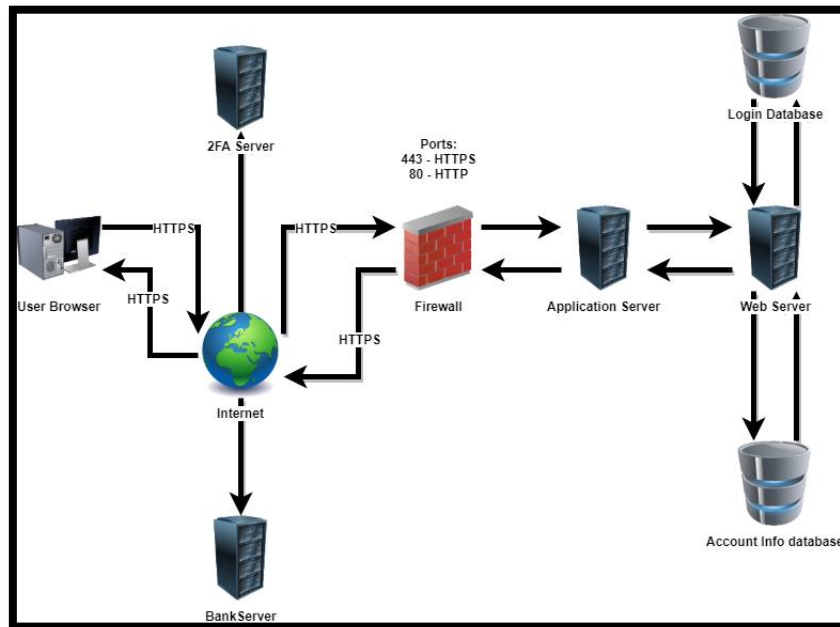 Login Database
2FA Server
Ports:
443 - HTTPS
80 - HTTP
HTTPS
HTTPS
User Browser
HTTPS
Firewall
Application Server
Web Server
HTTPS
Internet
Account Info database
BankServer